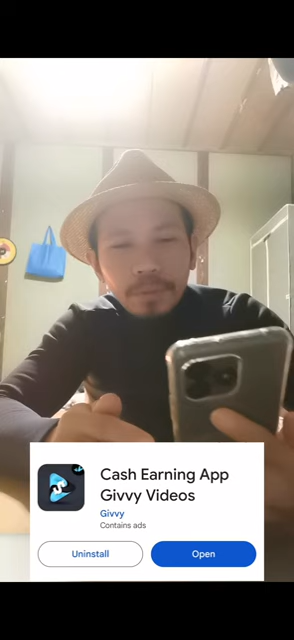 Cash Earning App
Givvy Videos
Givvy
Contains ads
Uninstall
Open